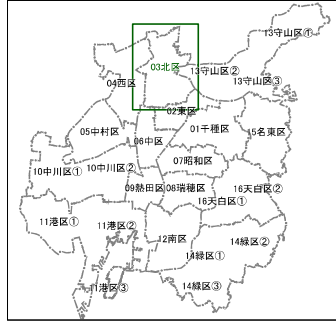 13守山区①
03北区
13守山区②
13守山区③
04西区
02東区
05中村区
01千種区
15名東区
06中区
07昭和区
10中川区①
10中川区②
09熱田区
08瑞穂区
16天白区②
16天白区①
11港区①
11港区②
12南区
14緑区②
14緑区①
11港区③
14緑区③